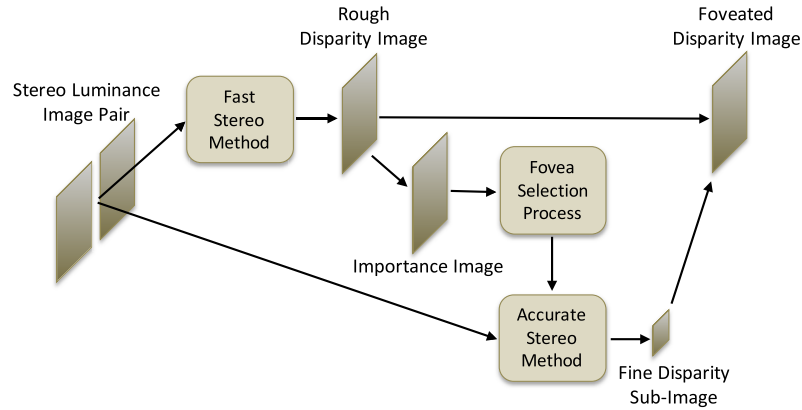 Rough
Disparity Image
Foveated
Disparity Image
Stereo Luminance
Image Pair
Fast
Stereo
Method
Fovea
Selection
Process
Importance Image
Accurate
Stereo
Method
Fine Disparity
Sub-Image